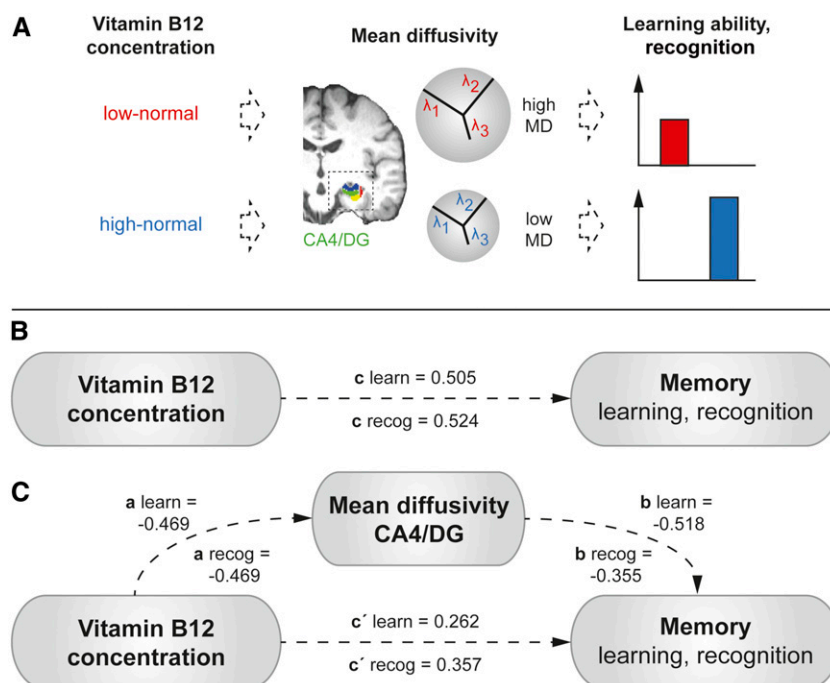 A
Vitamin B12
concentration
Mean diffusivity
Learning ability,
recognition
low-normal
λ1
λ2
λ3
high
MD
high-normal
CA4/DG
λ1
λ2
λ3
low
MD
B
Vitamin B12
concentration
c learn = 0.505
c recog = 0.524
Memory
learning, recognition
C
a learn =
-0.469
a recog =
-0.469
Mean diffusivity
CA4/DG
b learn =
-0.518
b recog =
-0.355
Vitamin B12
concentration
c´ learn = 0.262
c´ recog = 0.357
Memory
learning, recognition